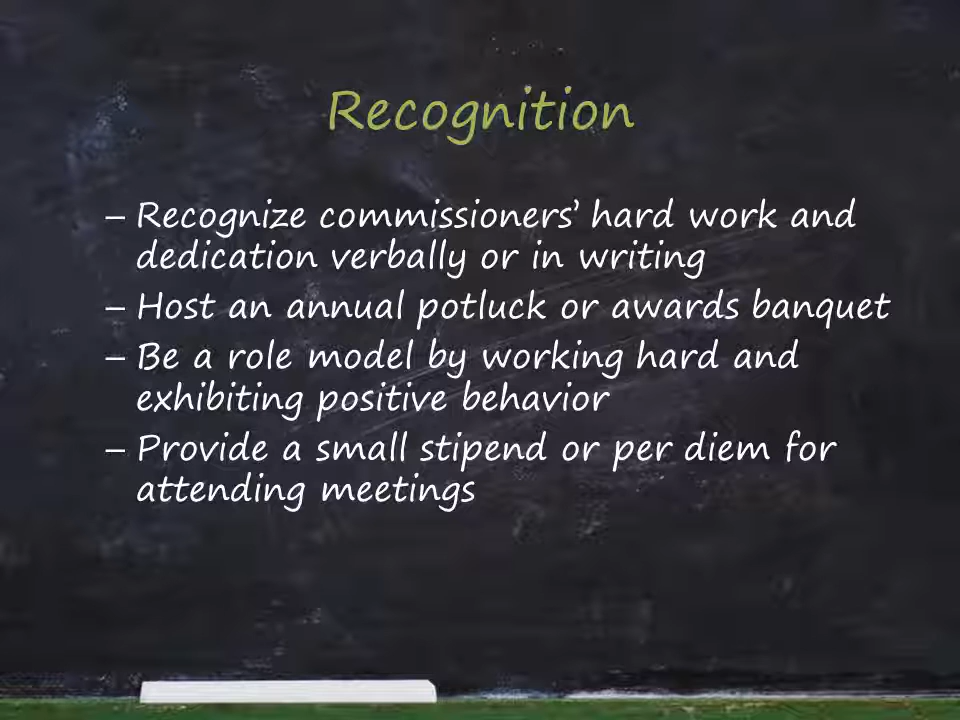 Recognition
– Recognize commissioners’ hard work and
dedication verbally or in writing
– Host an annual potluck or awards banquet
– Be a role model by working hard and
exhibiting positive behavior
– Provide a small stipend or per diem for
attending meetings